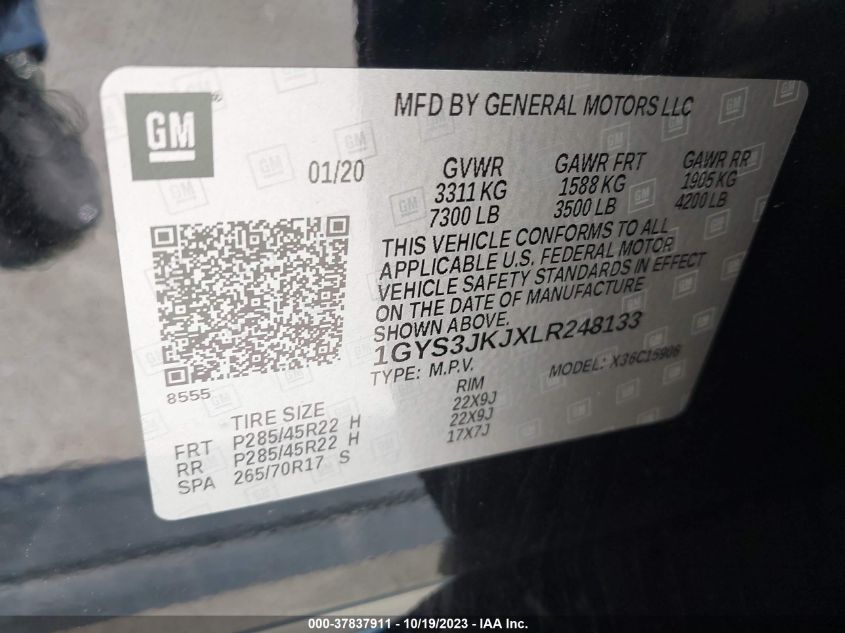 GM
MFD BY GENERAL MOTORS LLC
01/20
GVWR GAWR FRT GAWR RR
3311 KG 1588 KG 1905 KG
7300 LB 3500 LB 4200 LB
THIS VEHICLE CONFORMS TO ALL
APPLICABLE U.S. FEDERAL MOTOR
VEHICLE SAFETY STANDARDS IN EFFECT
ON THE DATE OF MANUFACTURE
SHOWN ABOVE.
1GYS3JKJXLR248133
TYPE: M.P.V. MODEL: X36C15906
8555
TIRE SIZE RIM
FRT P285/45R22 H 22X9J
RR P285/45R22 H 22X9J
SPA 265/70R17 S 17X7J
000-37837911 - 10/19/2023 - IAA Inc.